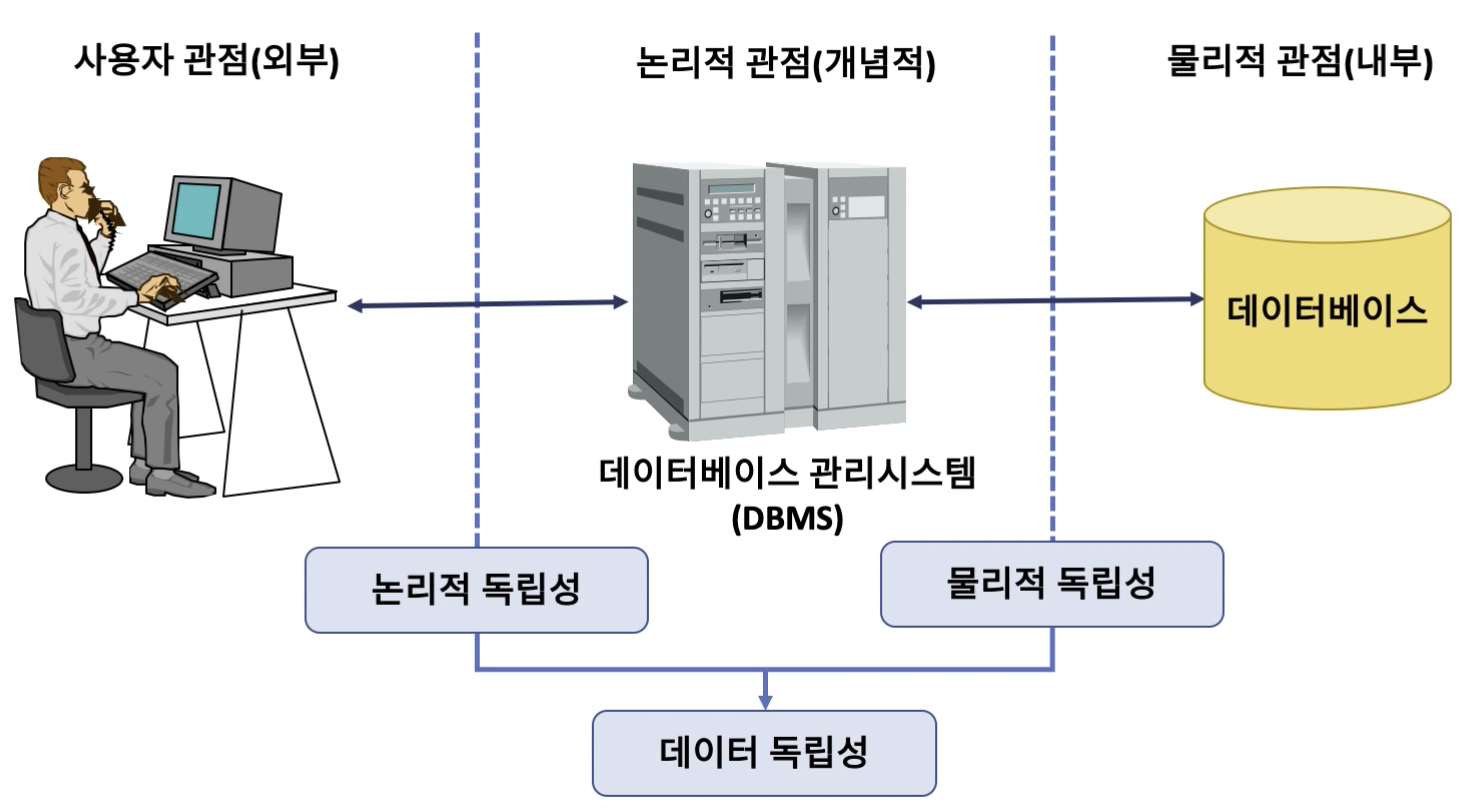 사용자 관점(외부)
논리적 관점(개념적)
물리적 관점(내부)
데이터베이스
데이터베이스 관리시스템
(DBMS)
논리적 독립성
물리적 독립성
데이터 독립성